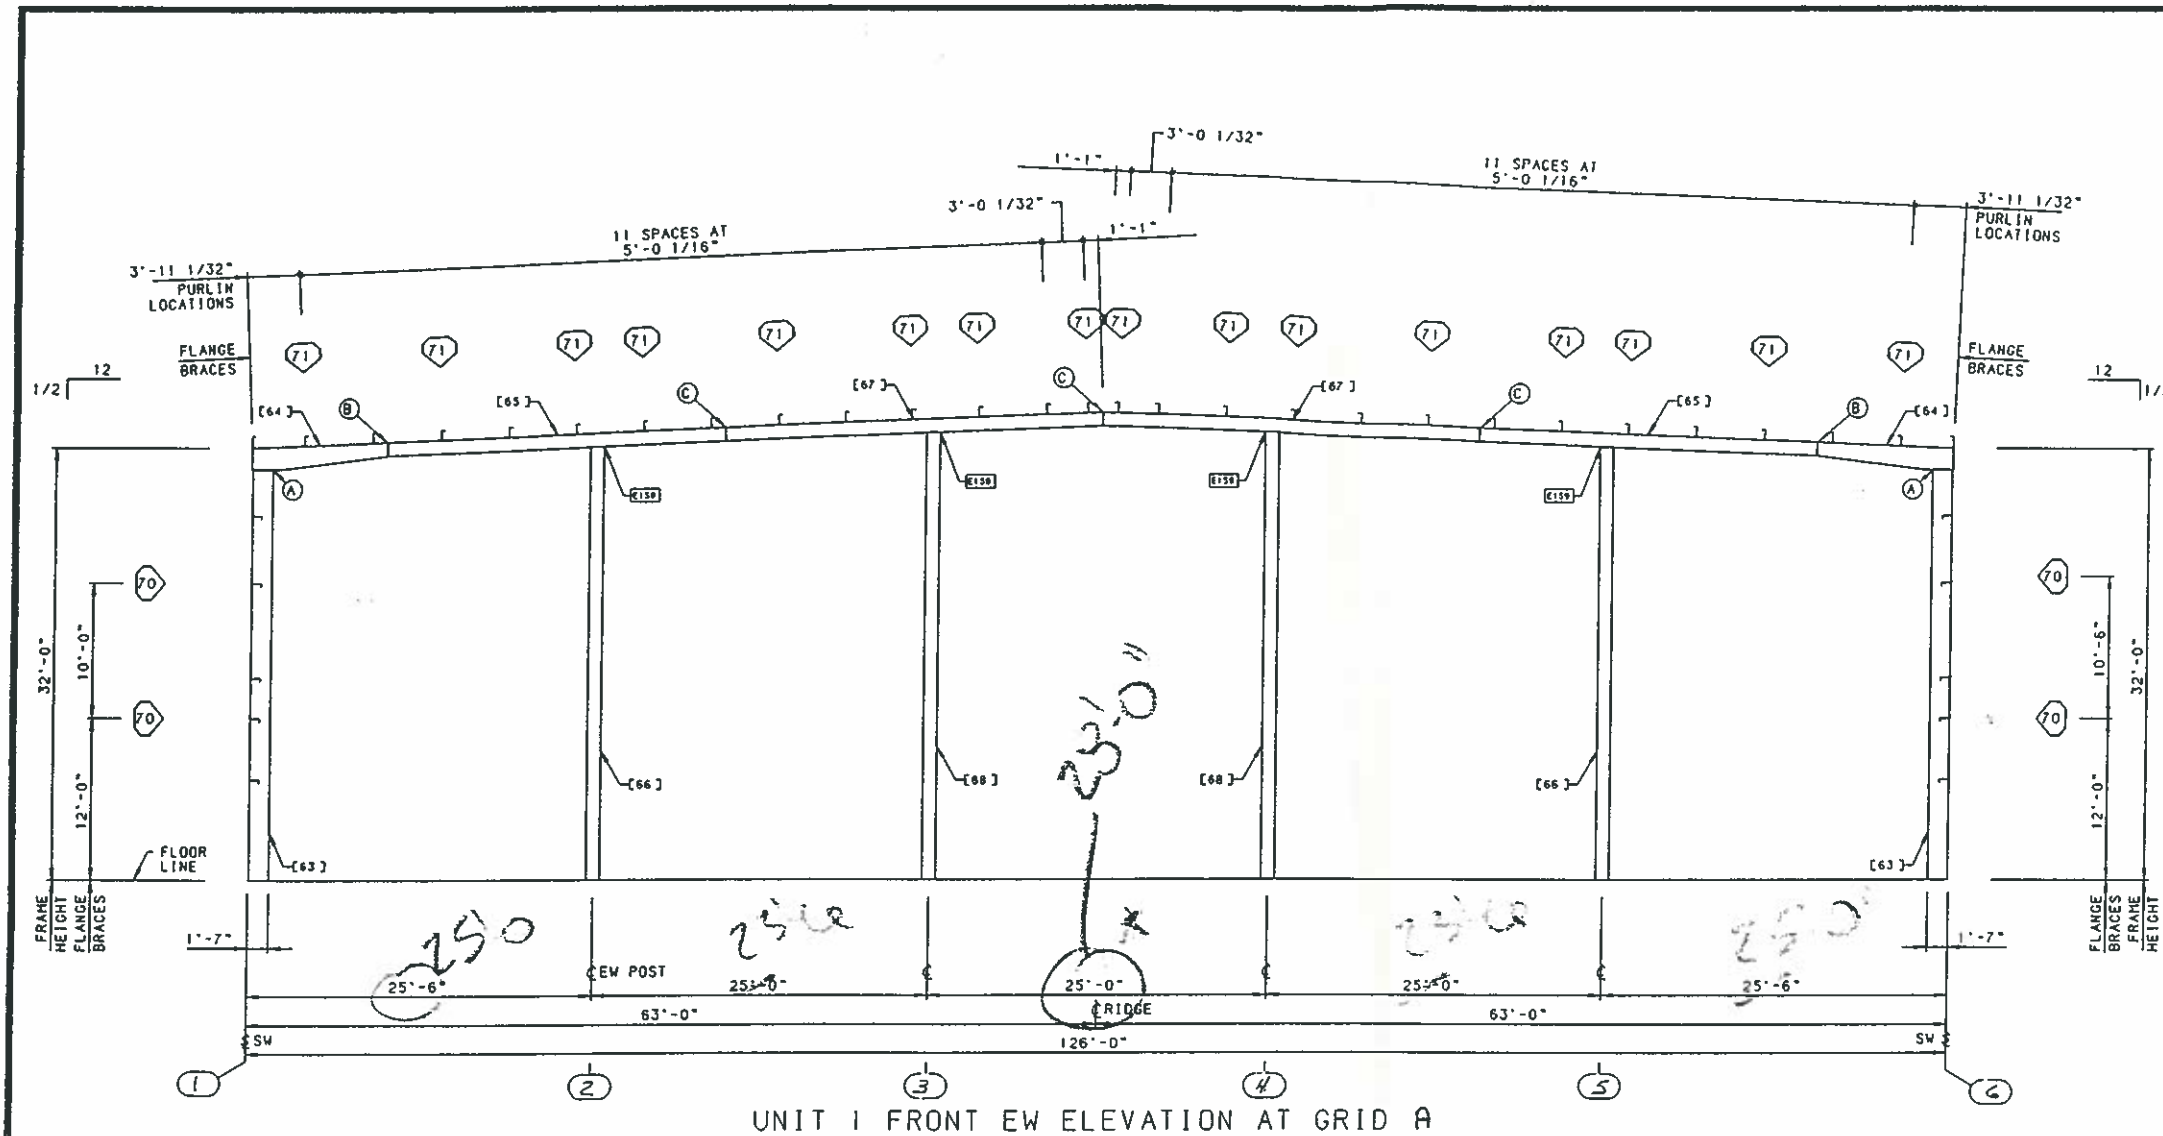 3'-0 1/32"
1'-1"
11 SPACES AT
5'-0 1/16"
3'-11 1/32"
PURLIN
LOCATIONS
3'-0 1/32"
1'-1"
11 SPACES AT
5'-0 1/16"
3'-11 1/32"
PURLIN
LOCATIONS
71 71 71 71 71 71 71 71 71 71 71 71 71 71 71 71
FLANGE
BRACES
FLANGE
BRACES
12
1/2
12
[64] B [65] C [67] C [67] C [65] B [64]
A E158 E158 E159 E159 A
70
70
70
70
32'-0"
10'-0"
12'-0"
10'-6"
32'-0"
12'-0"
23'-0"
[66] [68] [68] [66]
FLOOR
LINE
[63] [63]
FRAME
HEIGHT
FLANGE
BRACES
FLANGE
BRACES
FRAME
HEIGHT
1'-7" 1'-7"
250
℄ EW POST ℄ ℄ ℄
25'-6" 25'-0" 25'-0" 25'-0" 25'-6"
63'-0" ℄ RIDGE 63'-0"
SW 126'-0" SW
1 2 3 4 5 6
UNIT 1 FRONT EW ELEVATION AT GRID A